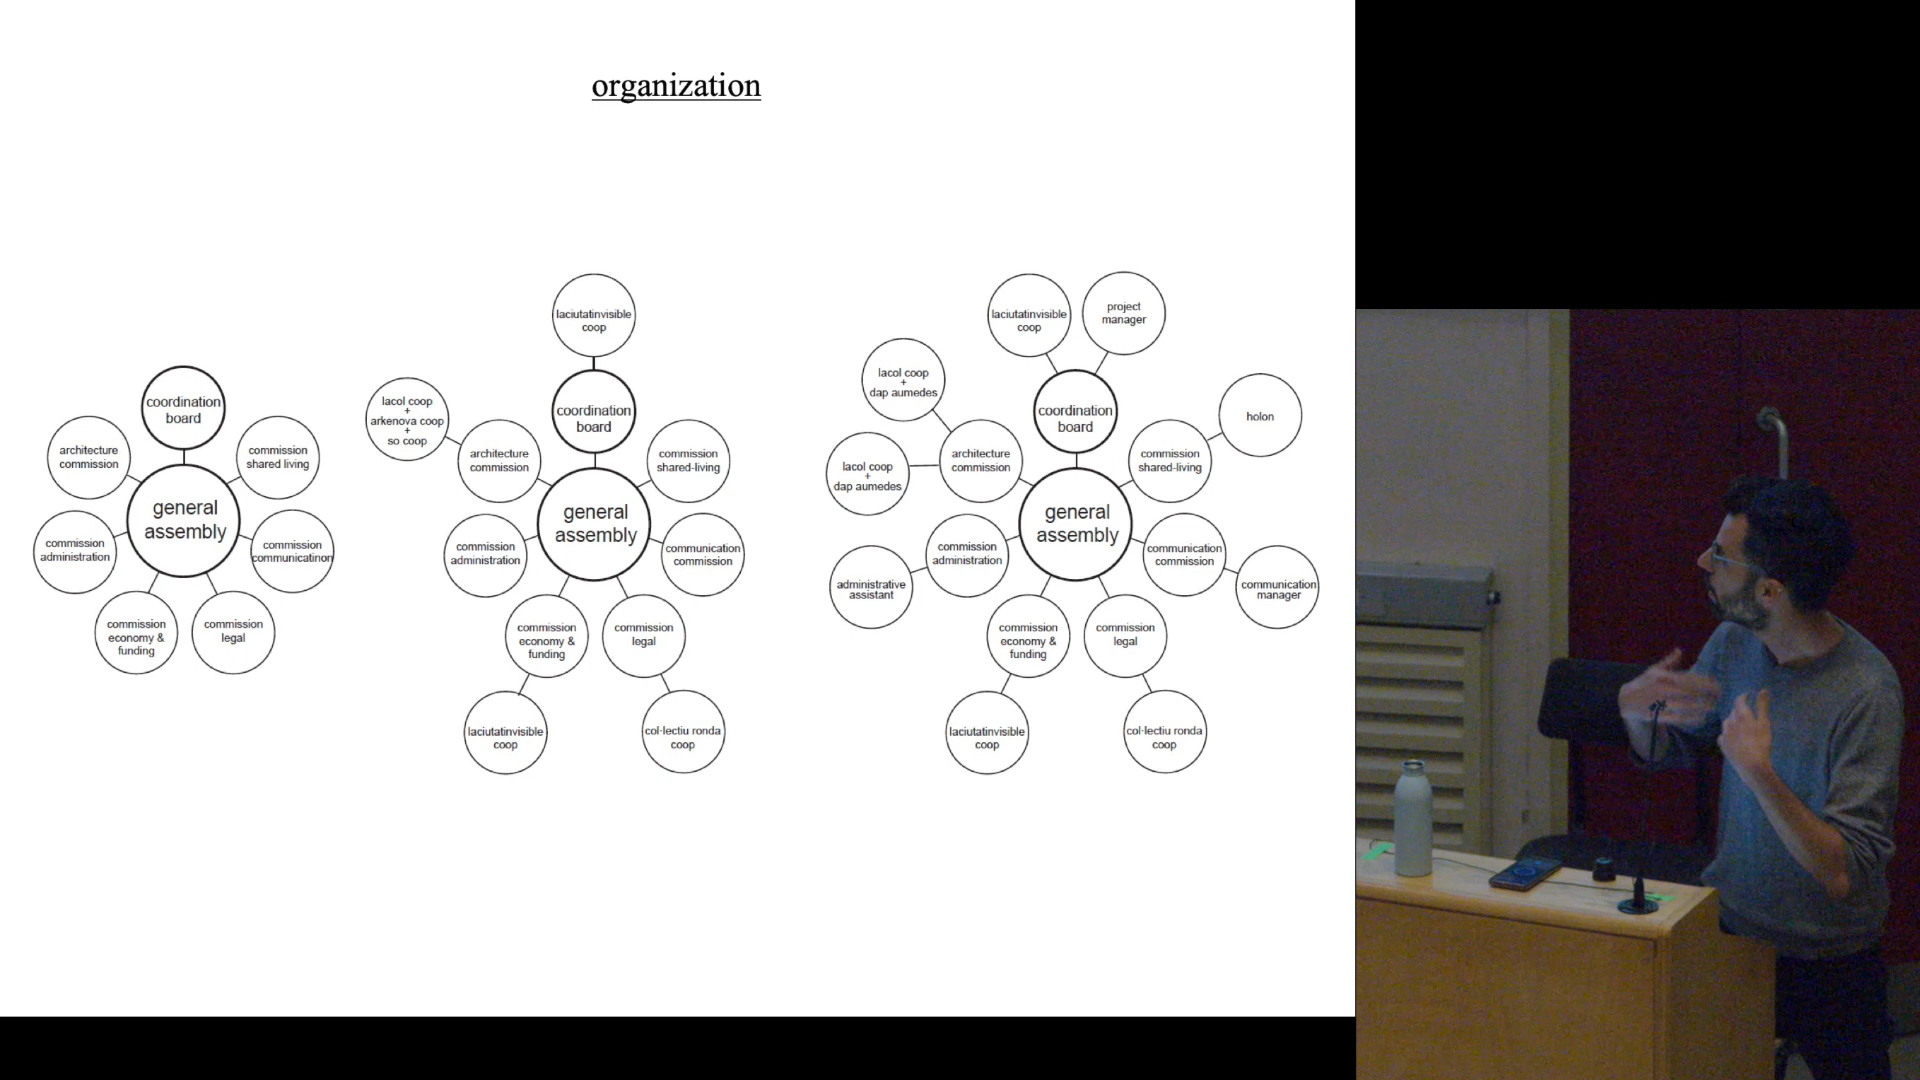 organization
coordination
board
architecture
commission
commission
shared living
general
assembly
commission
administration
commission
communicatinon
commission
economy &
funding
commission
legal
laciutatinvisible
coop
lacol coop
+
arkenova coop
+
so coop
coordination
board
architecture
commission
commission
shared-living
general
assembly
commission
administration
communication
commission
commission
economy &
funding
commission
legal
laciutatinvisible
coop
col·lectiu ronda
coop
laciutatinvisible
coop
project
manager
lacol coop
+
dap aumedes
holon
coordination
board
lacol coop
+
dap aumedes
architecture
commission
commission
shared-living
general
assembly
administrative
assistant
commission
administration
communication
commission
communication
manager
commission
economy &
funding
commission
legal
laciutatinvisible
coop
col·lectiu ronda
coop